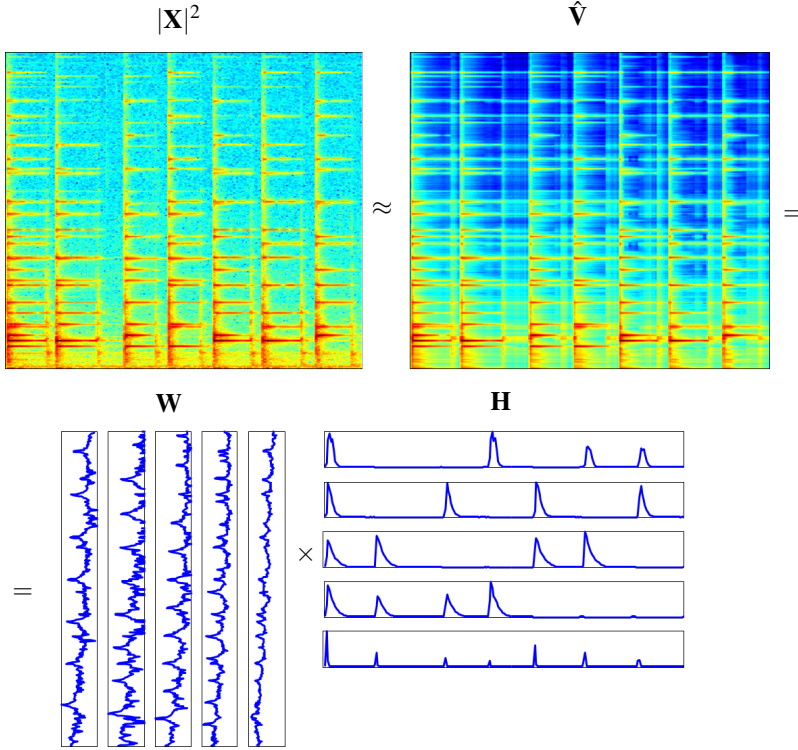 |X|² V̂
≈ =
W H
= ×